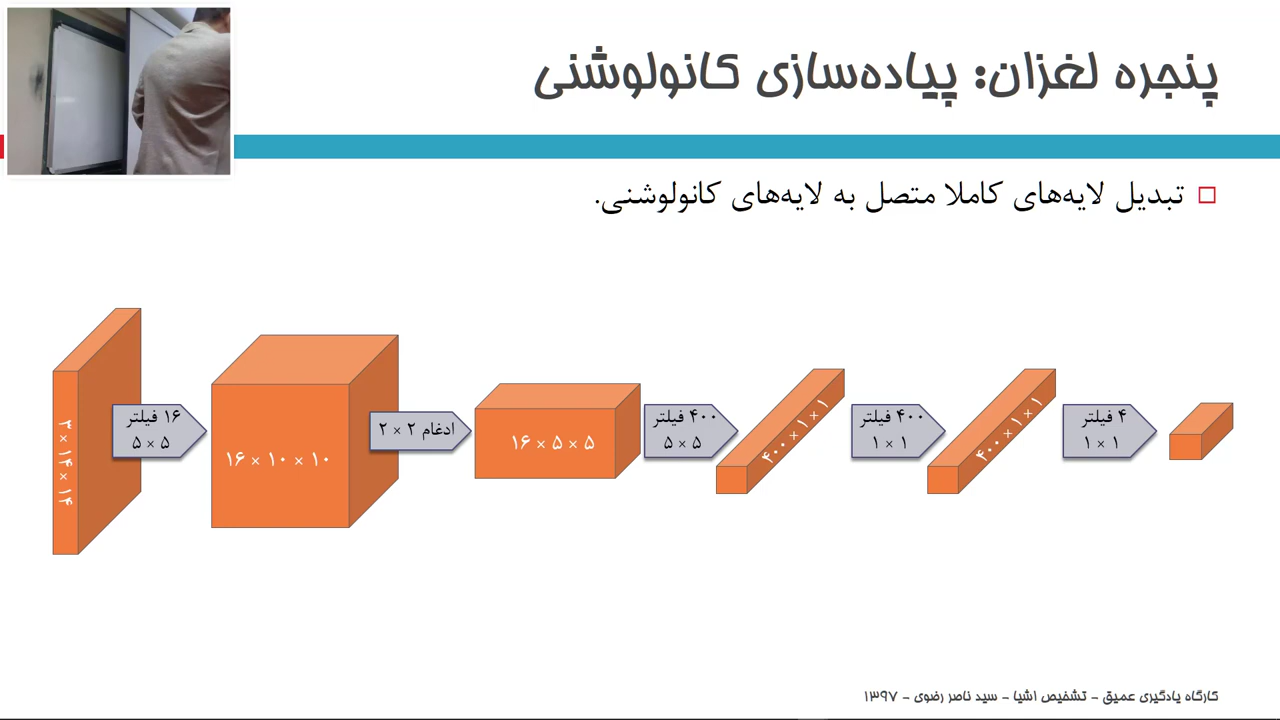 پنجره لغزان: پیاده‌سازی کانولوشنی
تبدیل لایه‌های کاملا متصل به لایه‌های کانولوشنی.
۳ × ۱۴ × ۱۴
۱۶ فیلتر
۵ × ۵
۱۶ × ۱۰ × ۱۰
ادغام ۲ × ۲
۱۶ × ۵ × ۵
۴۰۰ فیلتر
۵ × ۵
۴۰۰ × ۱ × ۱
۴۰۰ فیلتر
۱ × ۱
۴۰۰ × ۱ × ۱
۴ فیلتر
۱ × ۱
کارگاه یادگیری عمیق - تشخیص اشیا - سید ناصر رضوی - ۱۳۹۷